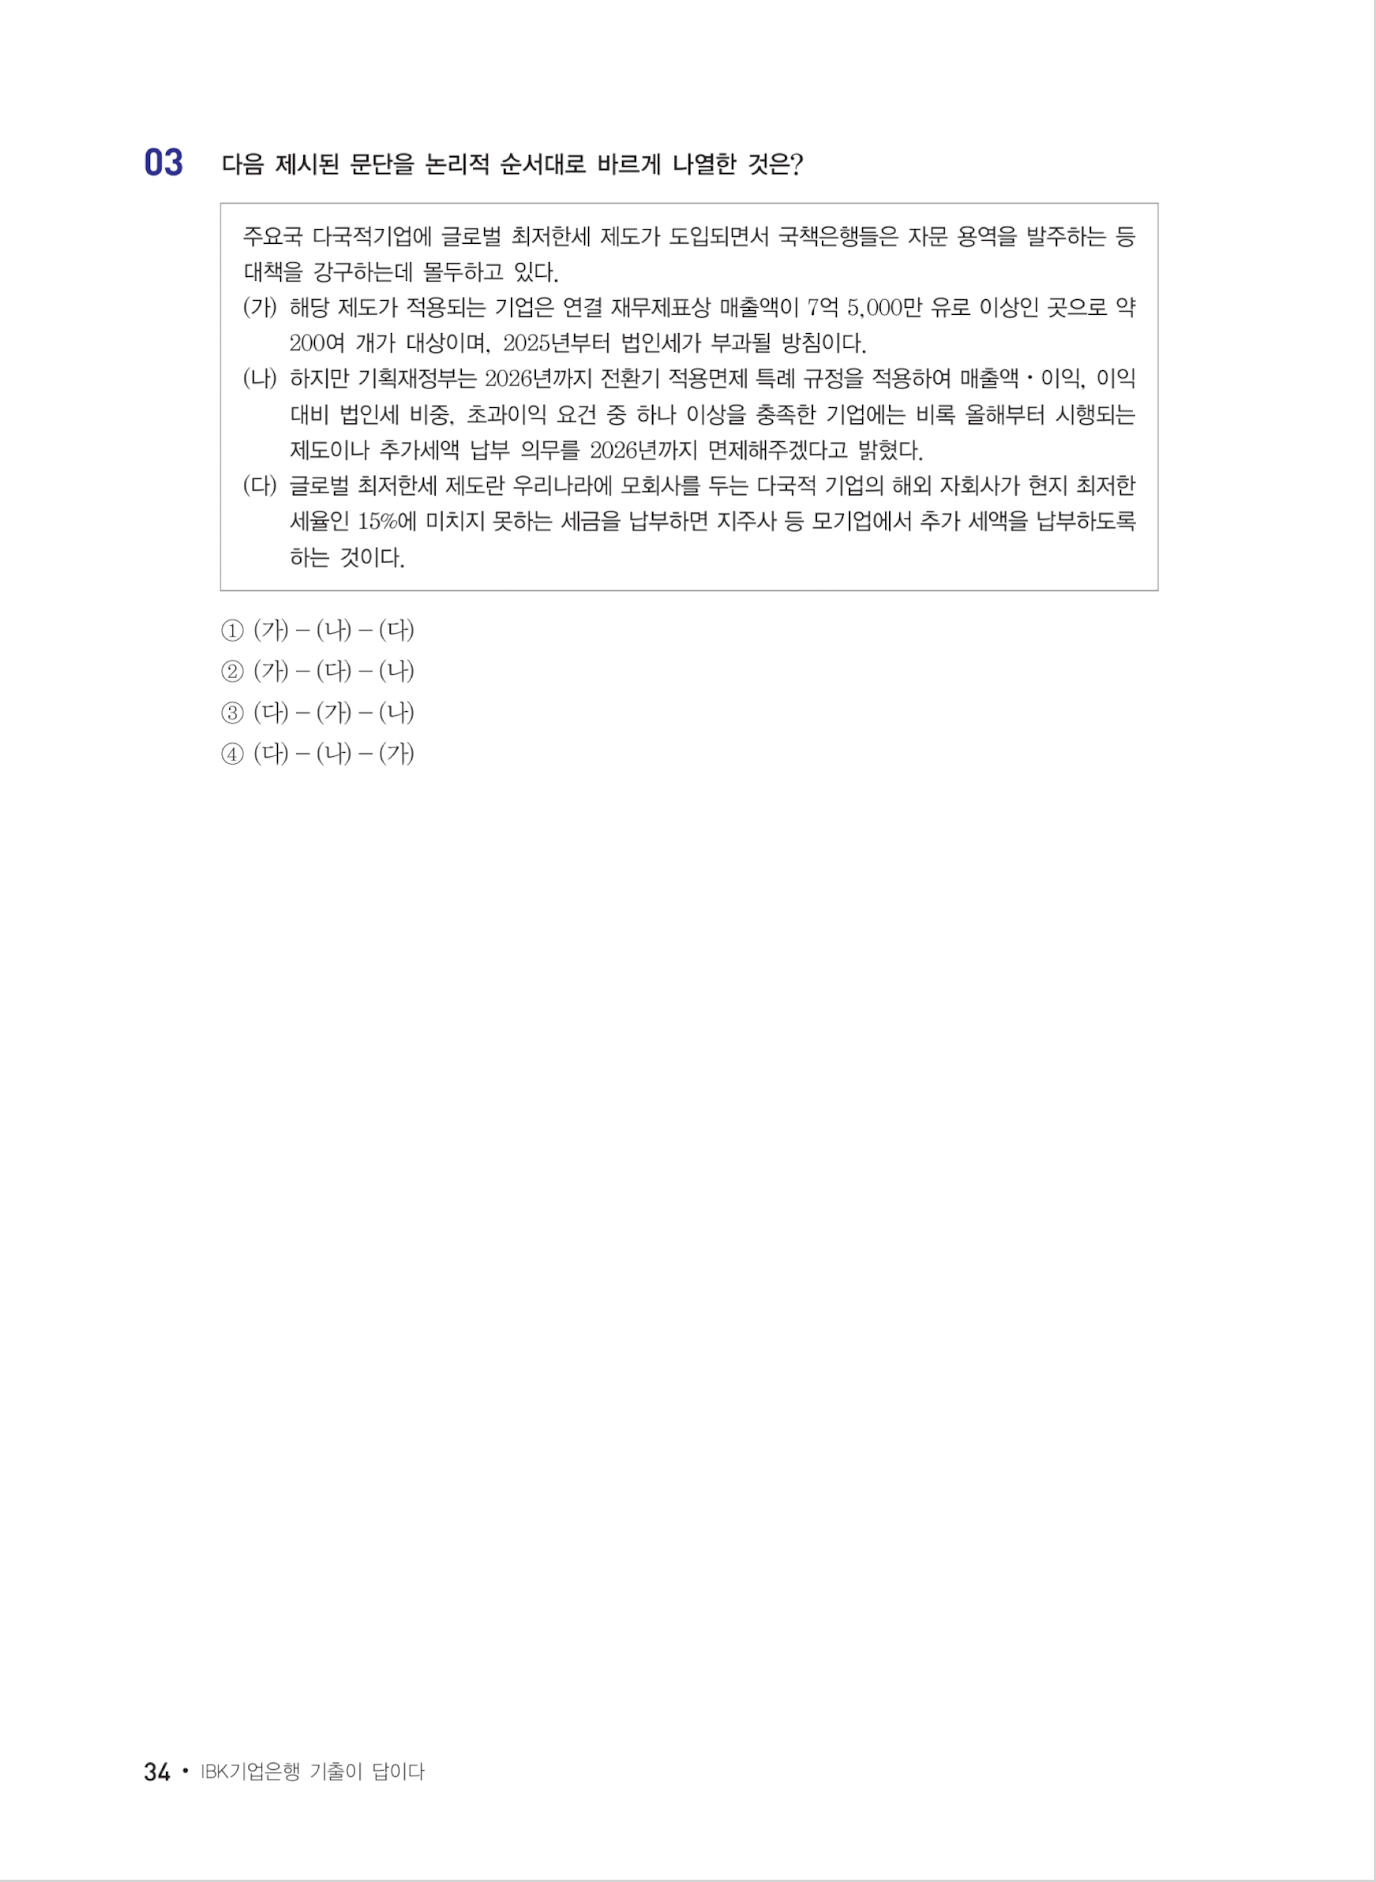 03 다음 제시된 문단을 논리적 순서대로 바르게 나열한 것은?
주요국 다국적기업에 글로벌 최저한세 제도가 도입되면서 국책은행들은 자문 용역을 발주하는 등
대책을 강구하는데 몰두하고 있다.
(가) 해당 제도가 적용되는 기업은 연결 재무제표상 매출액이 7억 5,000만 유로 이상인 곳으로 약
200여 개가 대상이며, 2025년부터 법인세가 부과될 방침이다.
(나) 하지만 기획재정부는 2026년까지 전환기 적용면제 특례 규정을 적용하여 매출액·이익, 이익
대비 법인세 비중, 초과이익 요건 중 하나 이상을 충족한 기업에는 비록 올해부터 시행되는
제도이나 추가세액 납부 의무를 2026년까지 면제해주겠다고 밝혔다.
(다) 글로벌 최저한세 제도란 우리나라에 모회사를 두는 다국적 기업의 해외 자회사가 현지 최저한
세율인 15%에 미치지 못하는 세금을 납부하면 지주사 등 모기업에서 추가 세액을 납부하도록
하는 것이다.
① (가) – (나) – (다)
② (가) – (다) – (나)
③ (다) – (가) – (나)
④ (다) – (나) – (가)
34 • IBK기업은행 기출이 답이다